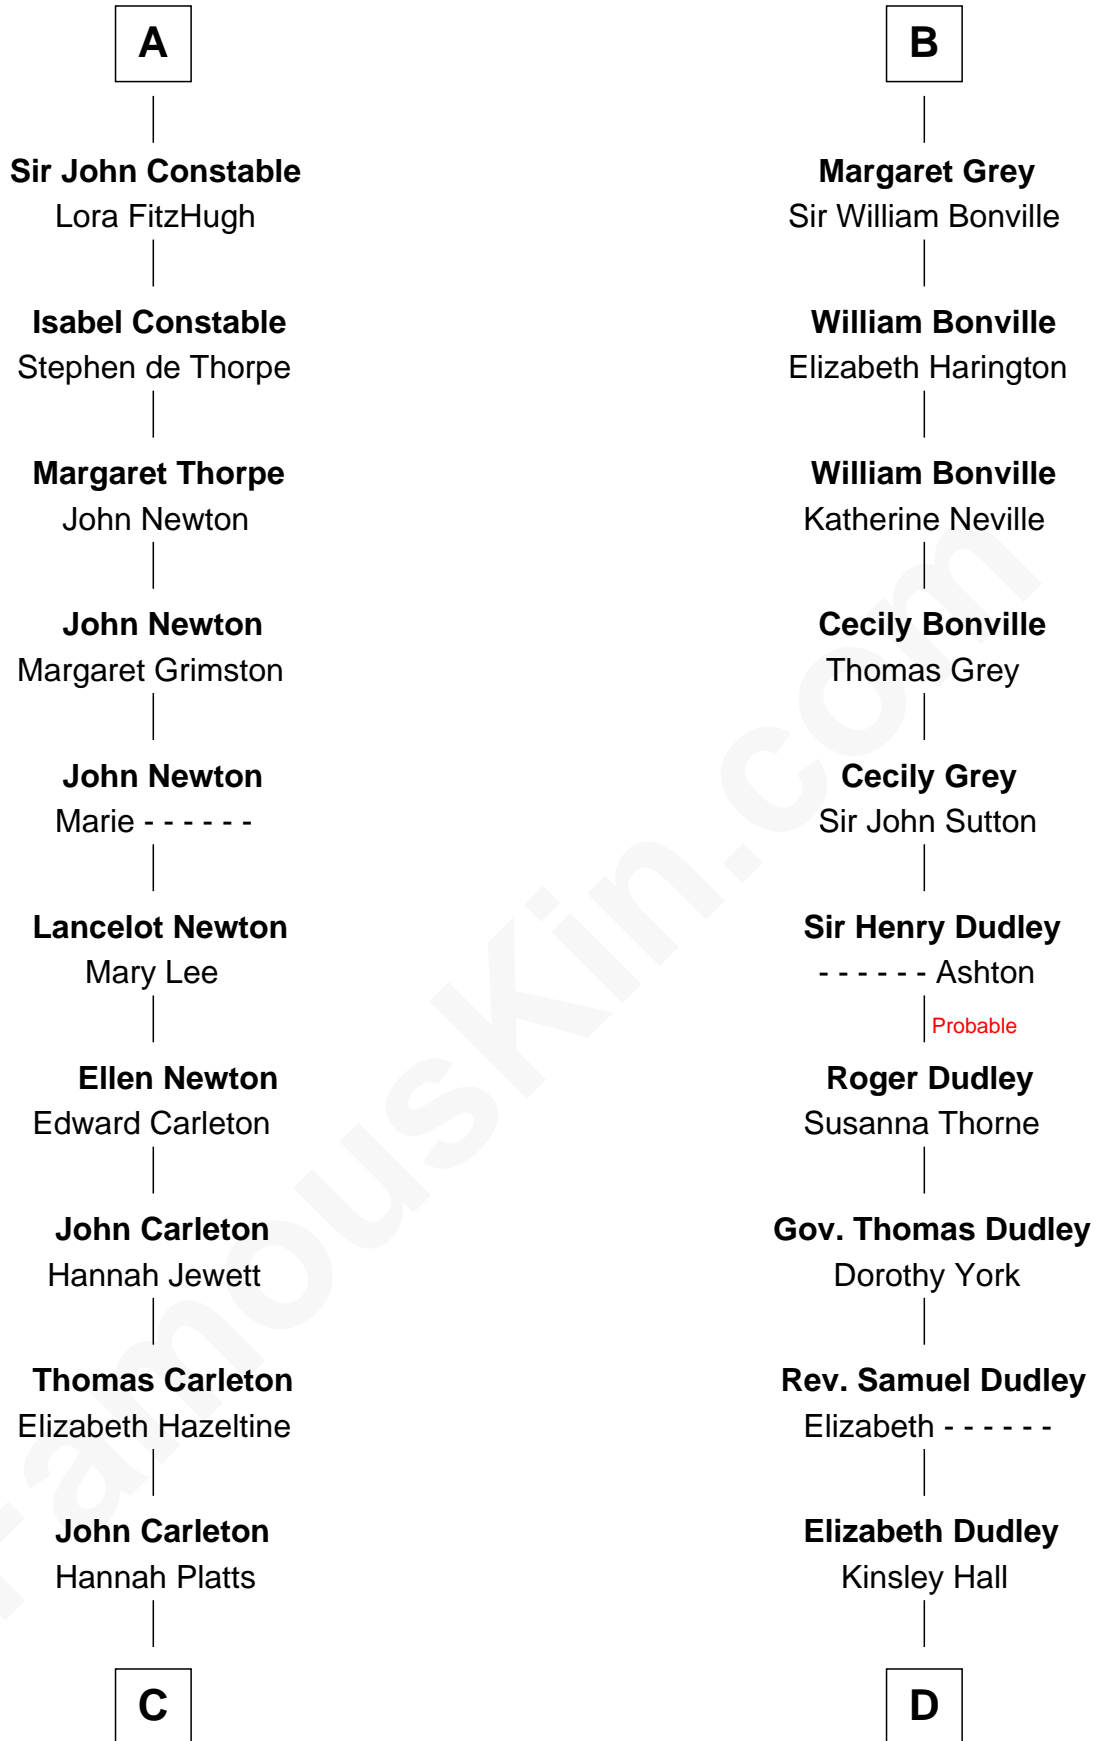 A
Sir John Constable
Lora FitzHugh
Isabel Constable
Stephen de Thorpe
Margaret Thorpe
John Newton
John Newton
Margaret Grimston
John Newton
Marie - - - - - -
Lancelot Newton
Mary Lee
Ellen Newton
Edward Carleton
John Carleton
Hannah Jewett
Thomas Carleton
Elizabeth Hazeltine
John Carleton
Hannah Platts
C
B
Margaret Grey
Sir William Bonville
William Bonville
Elizabeth Harington
William Bonville
Katherine Neville
Cecily Bonville
Thomas Grey
Cecily Grey
Sir John Sutton
Sir Henry Dudley
- - - - - - Ashton
Probable
Roger Dudley
Susanna Thorne
Gov. Thomas Dudley
Dorothy York
Rev. Samuel Dudley
Elizabeth - - - - - -
Elizabeth Dudley
Kinsley Hall
D
FamousKin.com